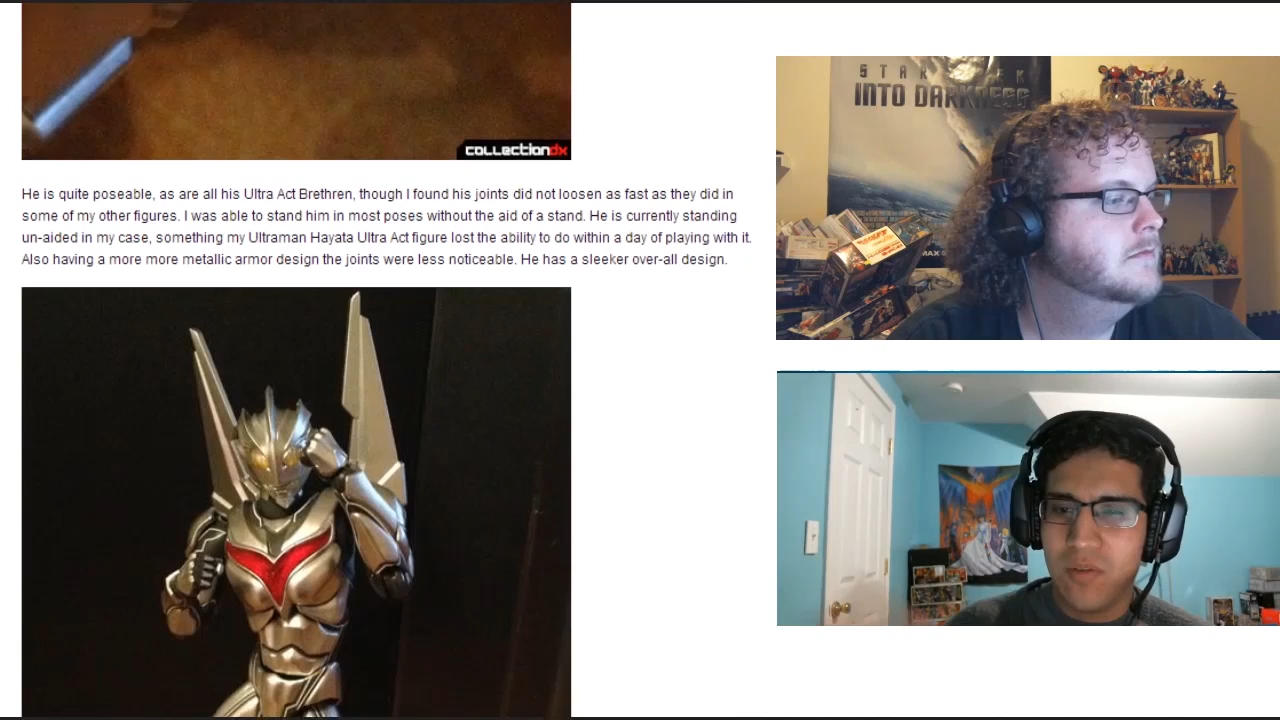 collectiondx
He is quite poseable, as are all his Ultra Act Brethren, though I found his joints did not loosen as fast as they did in
some of my other figures. I was able to stand him in most poses without the aid of a stand. He is currently standing
un-aided in my case, something my Ultraman Hayata Ultra Act figure lost the ability to do within a day of playing with it.
Also having a more more metallic armor design the joints were less noticeable. He has a sleeker over-all design.
STAR TREK
INTO DARKNESS